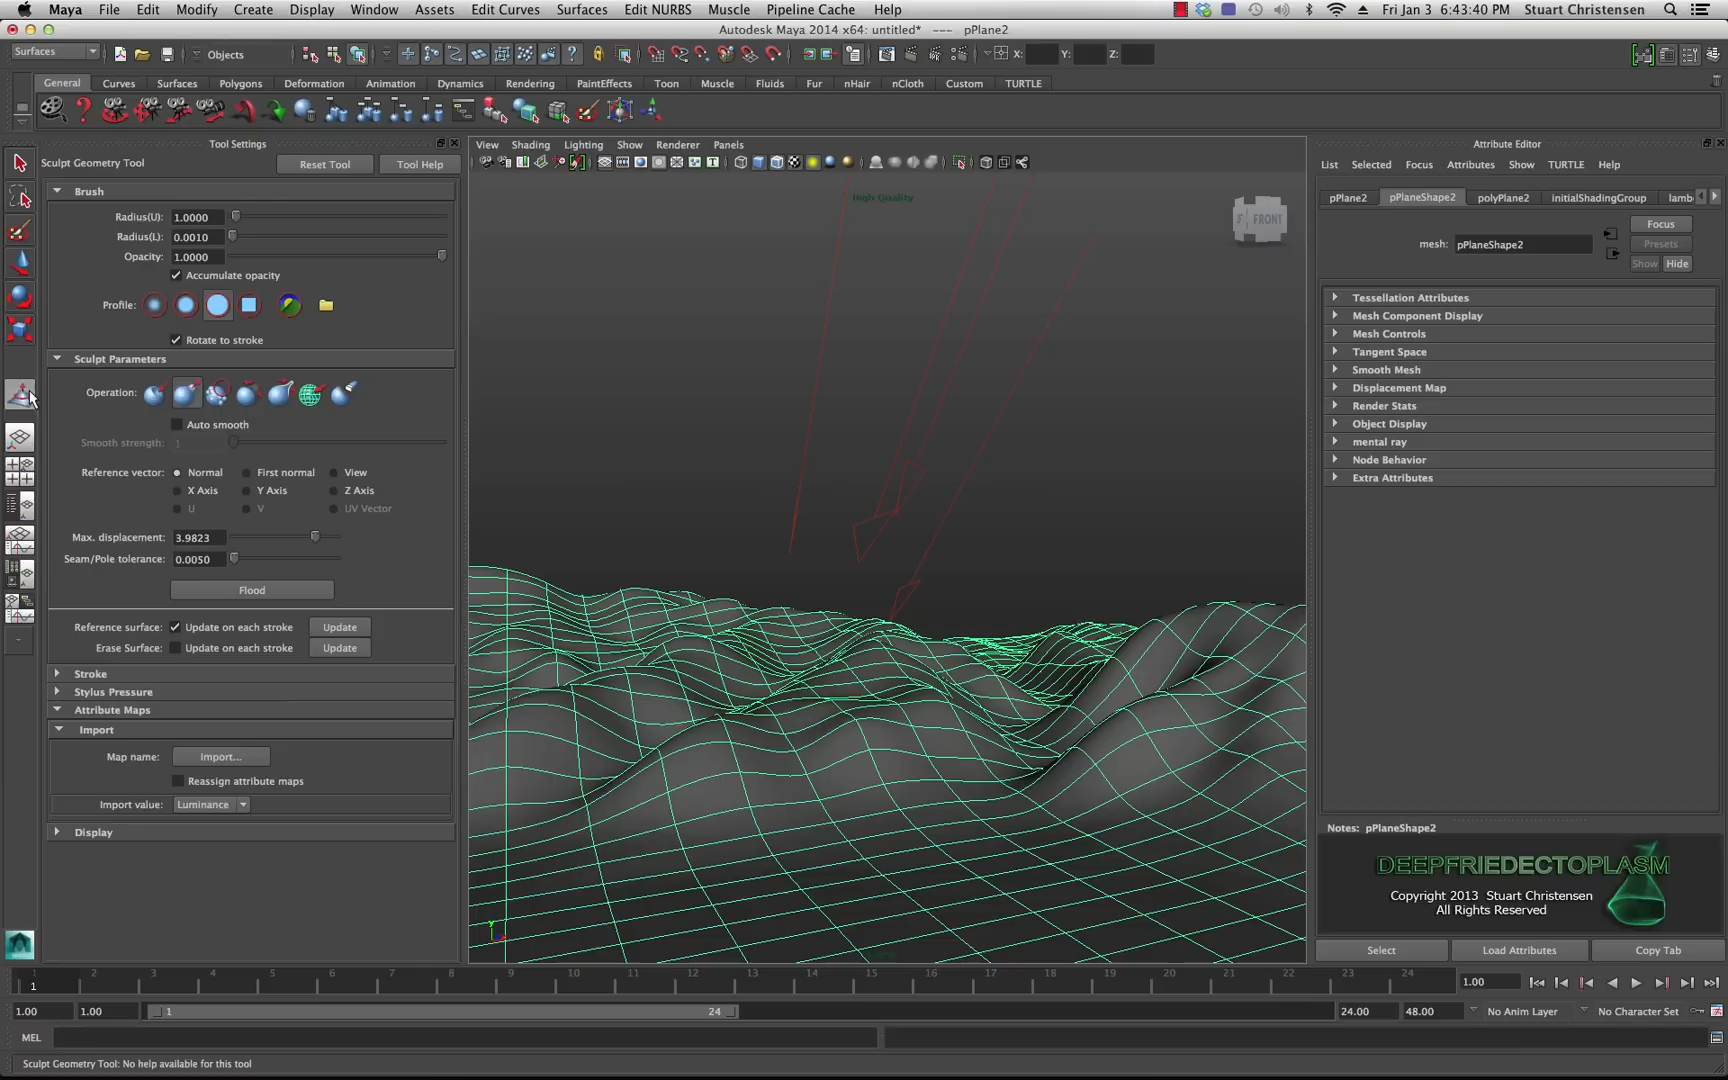 Maya File Edit Modify Create Display Window Assets Edit Curves Surfaces Edit NURBS Muscle Pipeline Cache Help Fri Jan 3 6:43:40 PM Stuart Christensen
Autodesk Maya 2014 x64: untitled* --- pPlane2
Surfaces Objects X: Y: Z:
General Curves Surfaces Polygons Deformation Animation Dynamics Rendering PaintEffects Toon Muscle Fluids Fur nHair nCloth Custom TURTLE
Tool Settings
Sculpt Geometry Tool Reset Tool Tool Help
Brush
Radius(U): 1.0000
Radius(L): 0.0010
Opacity: 1.0000
Accumulate opacity
Profile:
Rotate to stroke
Sculpt Parameters
Operation:
Auto smooth
Smooth strength: 1
Reference vector: Normal First normal View
X Axis Y Axis Z Axis
U V UV Vector
Max. displacement: 3.9823
Seam/Pole tolerance: 0.0050
Flood
Reference surface: Update on each stroke Update
Erase Surface: Update on each stroke Update
Stroke
Stylus Pressure
Attribute Maps
Import
Map name: Import...
Reassign attribute maps
Import value: Luminance
Display
View Shading Lighting Show Renderer Panels
High Quality
FRONT
Attribute Editor
List Selected Focus Attributes Show TURTLE Help
pPlane2 pPlaneShape2 polyPlane2 initialShadingGroup lamb
mesh: pPlaneShape2
Focus
Presets
Show Hide
Tessellation Attributes
Mesh Component Display
Mesh Controls
Tangent Space
Smooth Mesh
Displacement Map
Render Stats
Object Display
mental ray
Node Behavior
Extra Attributes
Notes: pPlaneShape2
DEEPFRIEDECTOPLASM
Copyright 2013 Stuart Christensen
All Rights Reserved
Select Load Attributes Copy Tab
1 2 3 4 5 6 7 8 9 10 11 12 13 14 15 16 17 18 19 20 21 22 23 24
1 1.00
1.00 1.00 1 24 24.00 48.00 No Anim Layer No Character Set
MEL
Sculpt Geometry Tool: No help available for this tool